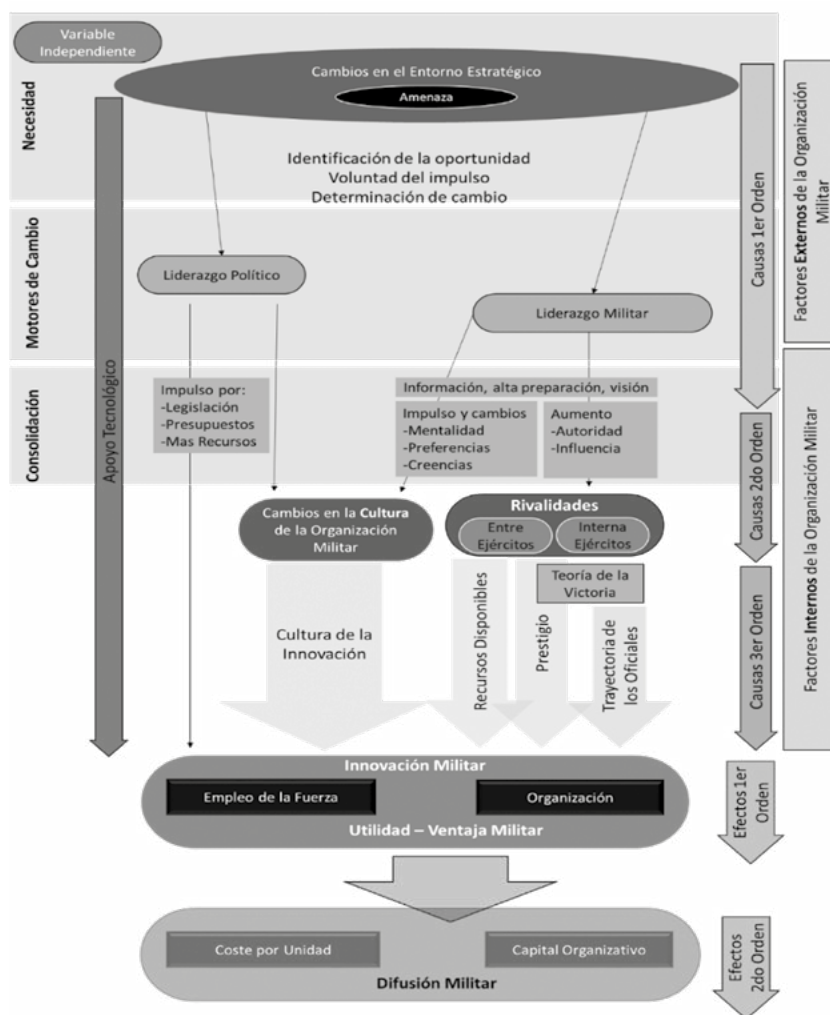 Variable
Independiente
Cambios en el Entorno Estratégico
Amenaza
Necesidad
Identificación de la oportunidad
Voluntad del impulso
Determinación de cambio
Motores de Cambio
Liderazgo Político
Liderazgo Militar
Consolidación
Apoyo Tecnológico
Impulso por:
-Legislación
-Presupuestos
-Mas Recursos
Información, alta preparación, visión
Impulso y cambios
-Mentalidad
-Preferencias
-Creencias
Aumento
-Autoridad
-Influencia
Cambios en la Cultura
de la Organización
Militar
Rivalidades
Entre
Ejércitos
Interna
Ejércitos
Teoría de la
Victoria
Cultura de la
Innovación
Recursos Disponibles
Prestigio
Trayectoria de
los Oficiales
Innovación Militar
Empleo de la Fuerza
Organización
Utilidad – Ventaja Militar
Coste por Unidad
Capital Organizativo
Difusión Militar
Causas 1er Orden
Causas 2do Orden
Causas 3er Orden
Efectos 1er
Orden
Efectos
2do Orden
Factores Externos de la Organización
Militar
Factores Internos de la Organización Militar